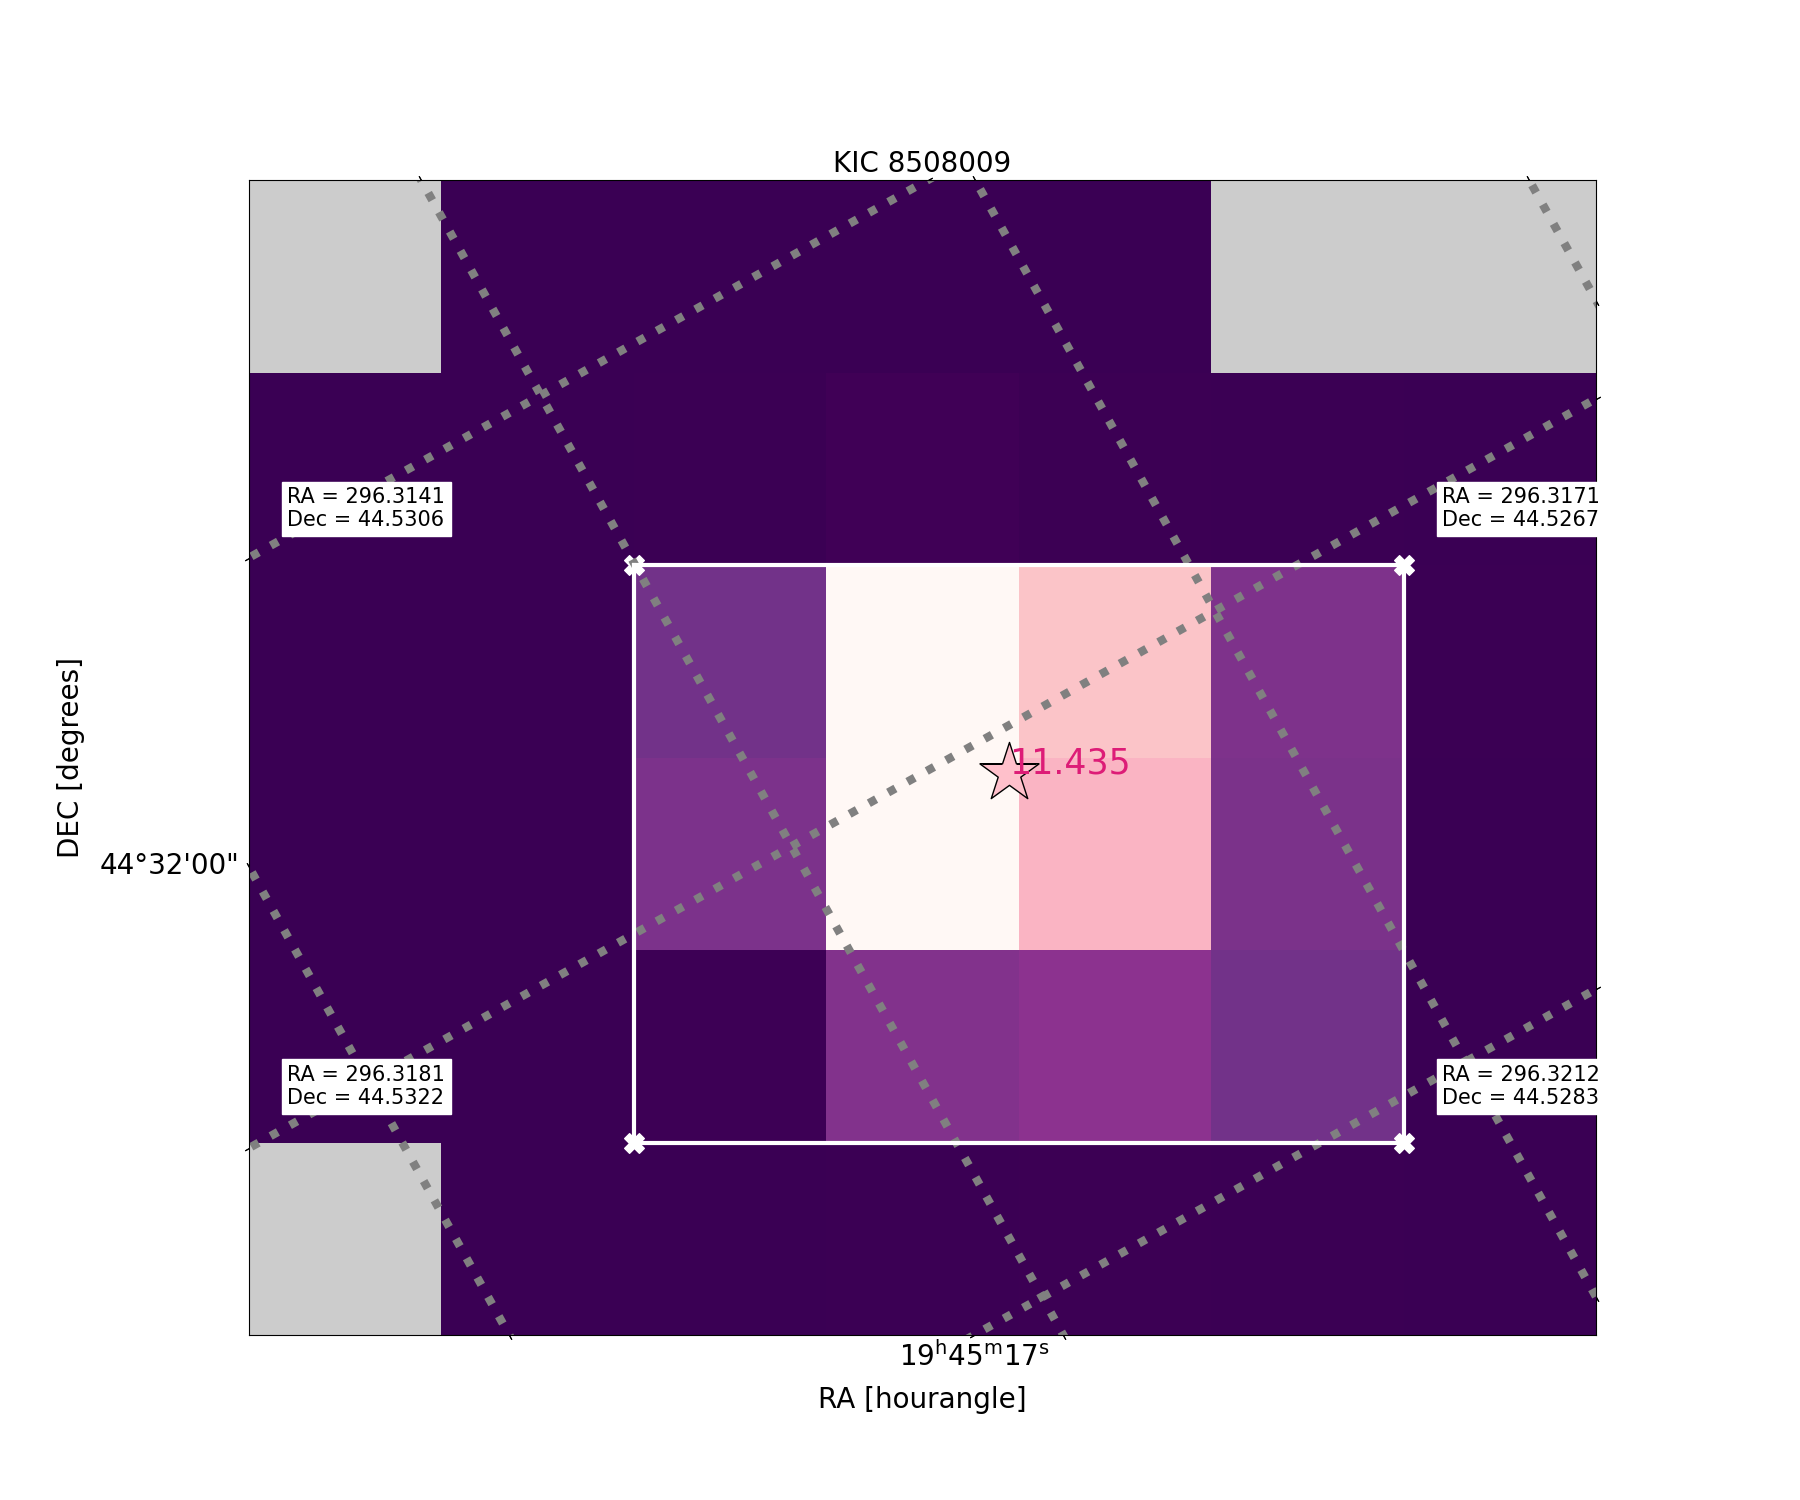 KIC 8508009
RA = 296.3141
Dec = 44.5306
RA = 296.3171
Dec = 44.5267
11.435
DEC [degrees]
44°32'00"
RA = 296.3181
Dec = 44.5322
RA = 296.3212
Dec = 44.5283
19h45m17s
RA [hourangle]